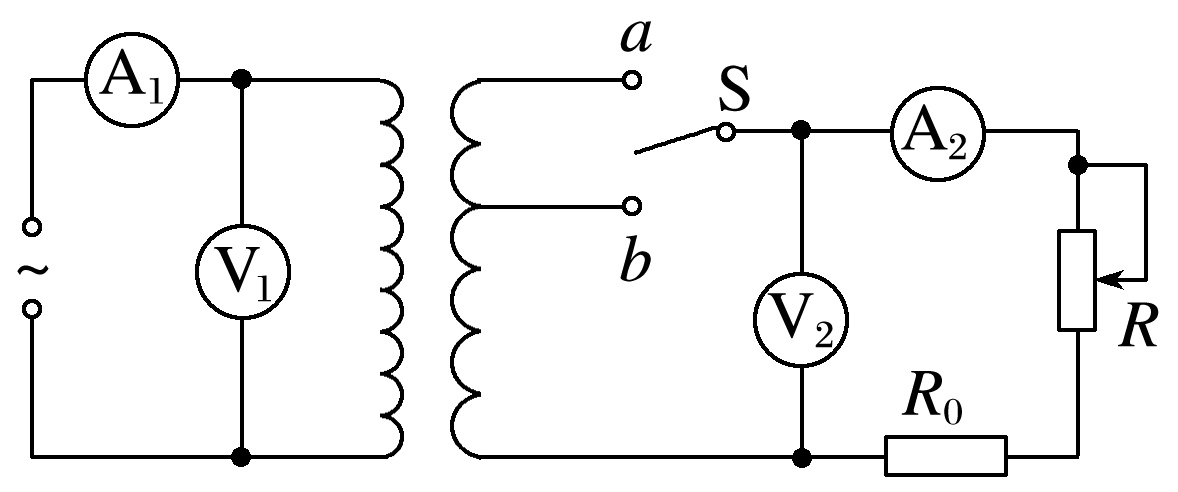 a
S
A₁
A₂
b
~
V₁
V₂
R
R₀